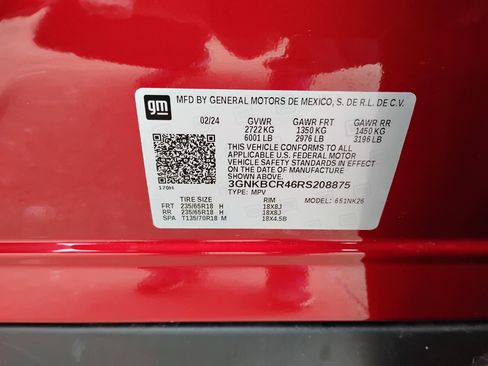 gm
MFD BY GENERAL MOTORS DE MEXICO, S. DE R.L. DE C.V.
02/24 GVWR GAWR FRT GAWR RR
2722 KG 1350 KG 1450 KG
6001 LB 2976 LB 3196 LB
THIS VEHICLE CONFORMS TO ALL
APPLICABLE U.S. FEDERAL MOTOR
VEHICLE SAFETY STANDARDS IN EFFECT
ON THE DATE OF MANUFACTURE
SHOWN ABOVE.
3GNKBCR46RS208875
170H TYPE: MPV
TIRE SIZE RIM MODEL: 651NK26
FRT 235/65R18 H 18X8J
RR 235/65R18 H 18X8J
SPA T135/70R18 M 18X4.5B